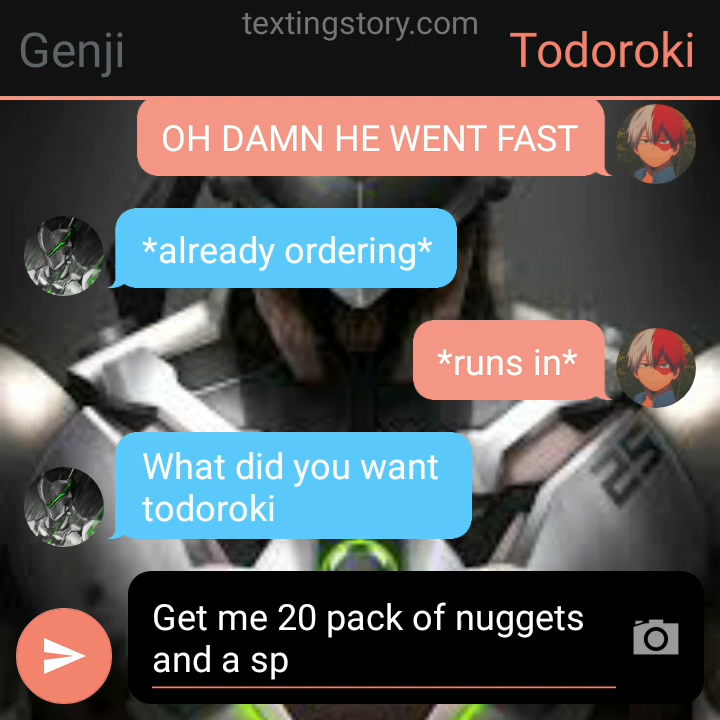 textingstory.com
Genji
Todoroki
OH DAMN HE WENT FAST
*already ordering*
*runs in*
What did you want
todoroki
25
Get me 20 pack of nuggets
and a sp